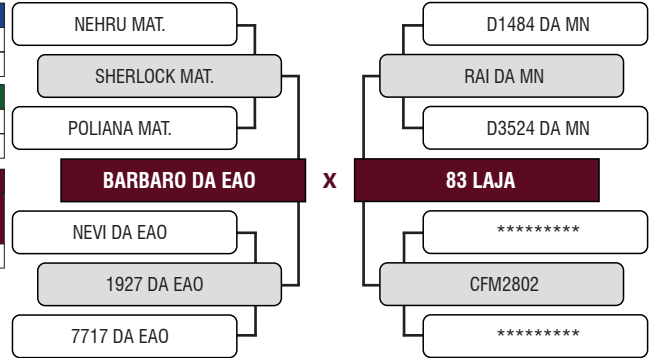 NEHRU MAT.
SHERLOCK MAT.
POLIANA MAT.
BARBARO DA EAO
NEVI DA EAO
1927 DA EAO
7717 DA EAO
X
D1484 DA MN
RAI DA MN
D3524 DA MN
83 LAJA
*********
CFM2802
*********